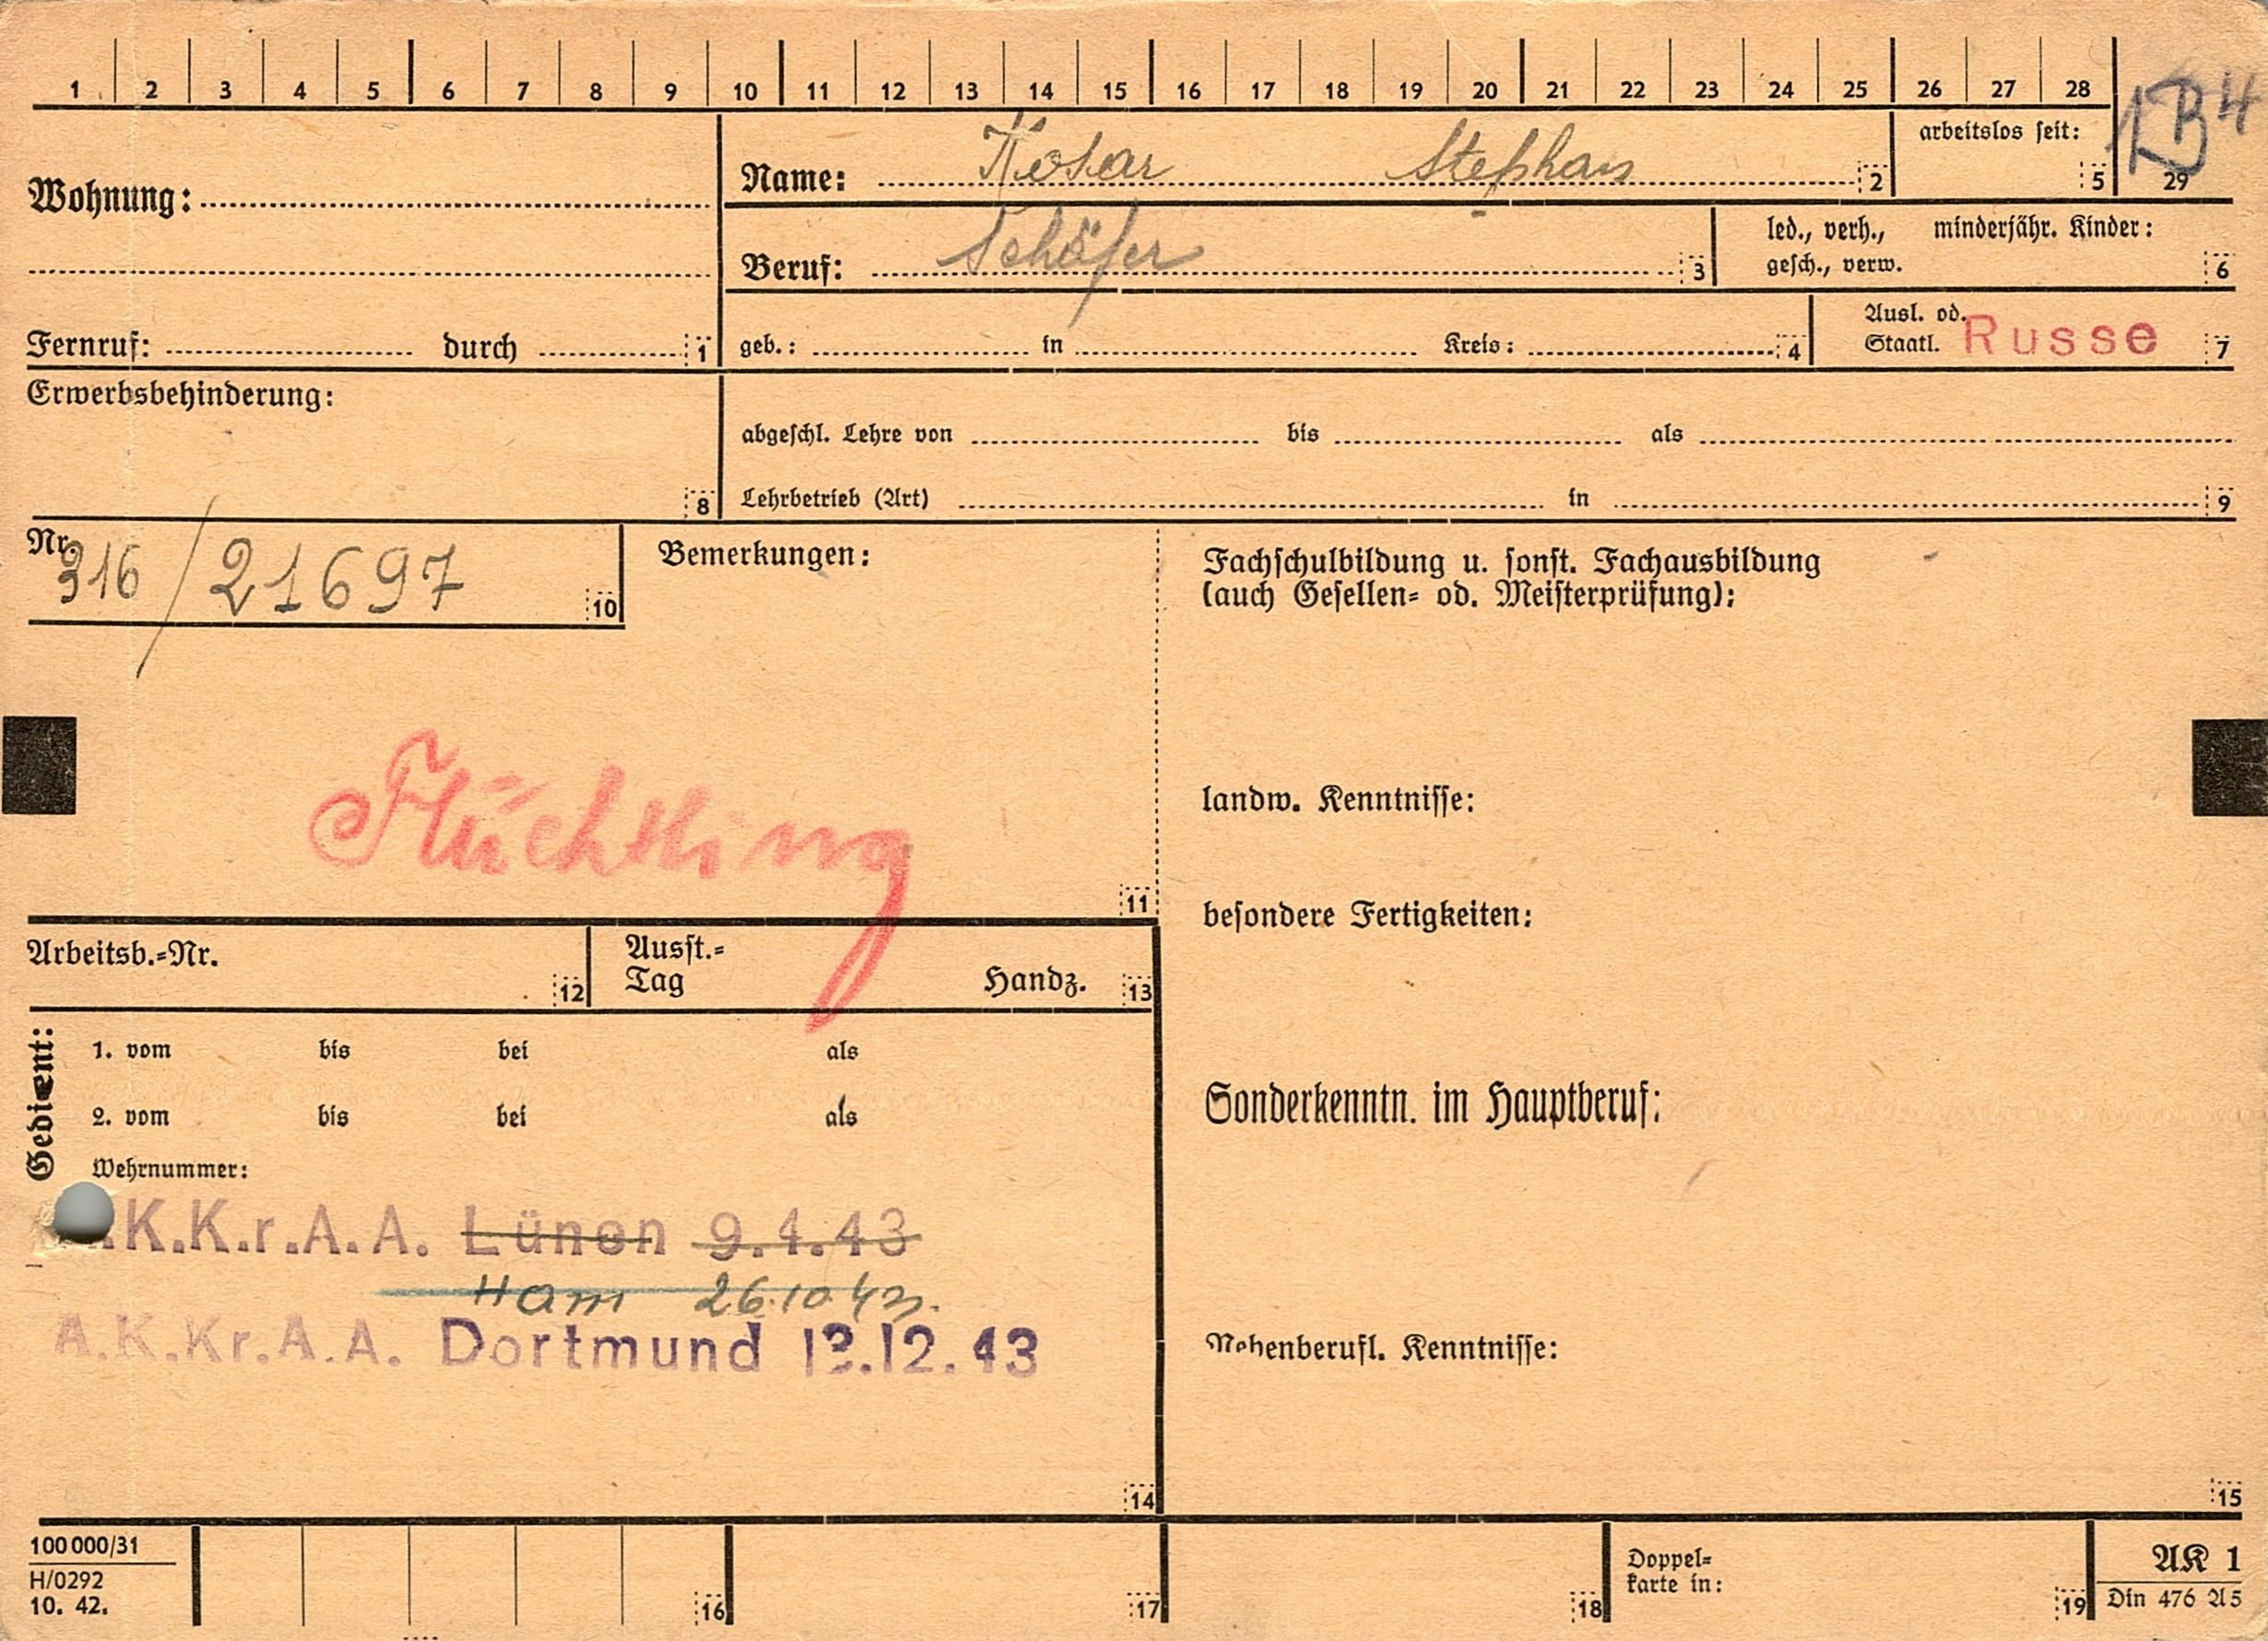 1 2 3 4 5 6 7 8 9 10 11 12 13 14 15 16 17 18 19 20 21 22 23 24 25 26 27 28
29
Wohnung:
Fernruf: durch 1
Name: Kosar Stephan 2
arbeitslos seit: 5
Beruf: Schäfer 3
led., verh., minderjähr. Kinder:
gesch., verw. 6
geb.: in Kreis: 4
Ausl. od.
Staatl. Russe 7
Erwerbsbehinderung:
8
abgeschl. Lehre von bis als
Lehrbetrieb (Art) in 9
Nr. 316/21697 10
Bemerkungen:
Flüchtling
11
Fachschulbildung u. sonst. Fachausbildung
(auch Gesellen- od. Meisterprüfung):
landw. Kenntnisse:
besondere Fertigkeiten:
Sonderkenntn. im Hauptberuf:
Nebenberufl. Kenntnisse:
15
Arbeitsb.-Nr. 12
Ausst.-
Tag Handz. 13
Gedient:
1. vom bis bei als
2. vom bis bei als
Wehrnummer:
.K.K.r.A.A. Lünen 9.4.43
Ham 26.10.43.
A.K.Kr.A.A. Dortmund 13.12.43
14
100 000/31
H/0292
10. 42.
16
17
18
Doppel-
karte in:
19
AK 1
Din 476 A5